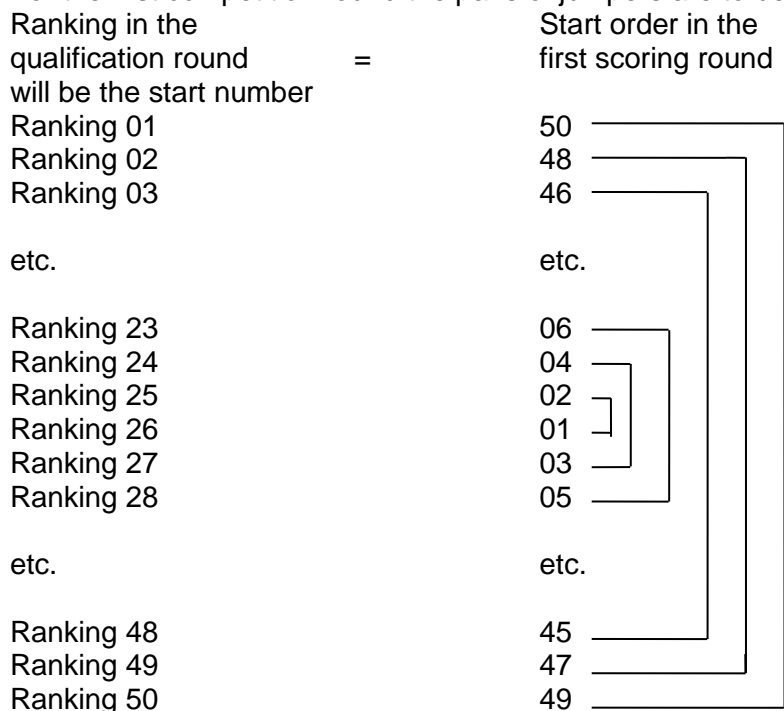 Ranking in the Start order in the
qualification round = first scoring round
will be the start number
Ranking 01 50
Ranking 02 48
Ranking 03 46
etc. etc.
Ranking 23 06
Ranking 24 04
Ranking 25 02
Ranking 26 01
Ranking 27 03
Ranking 28 05
etc. etc.
Ranking 48 45
Ranking 49 47
Ranking 50 49